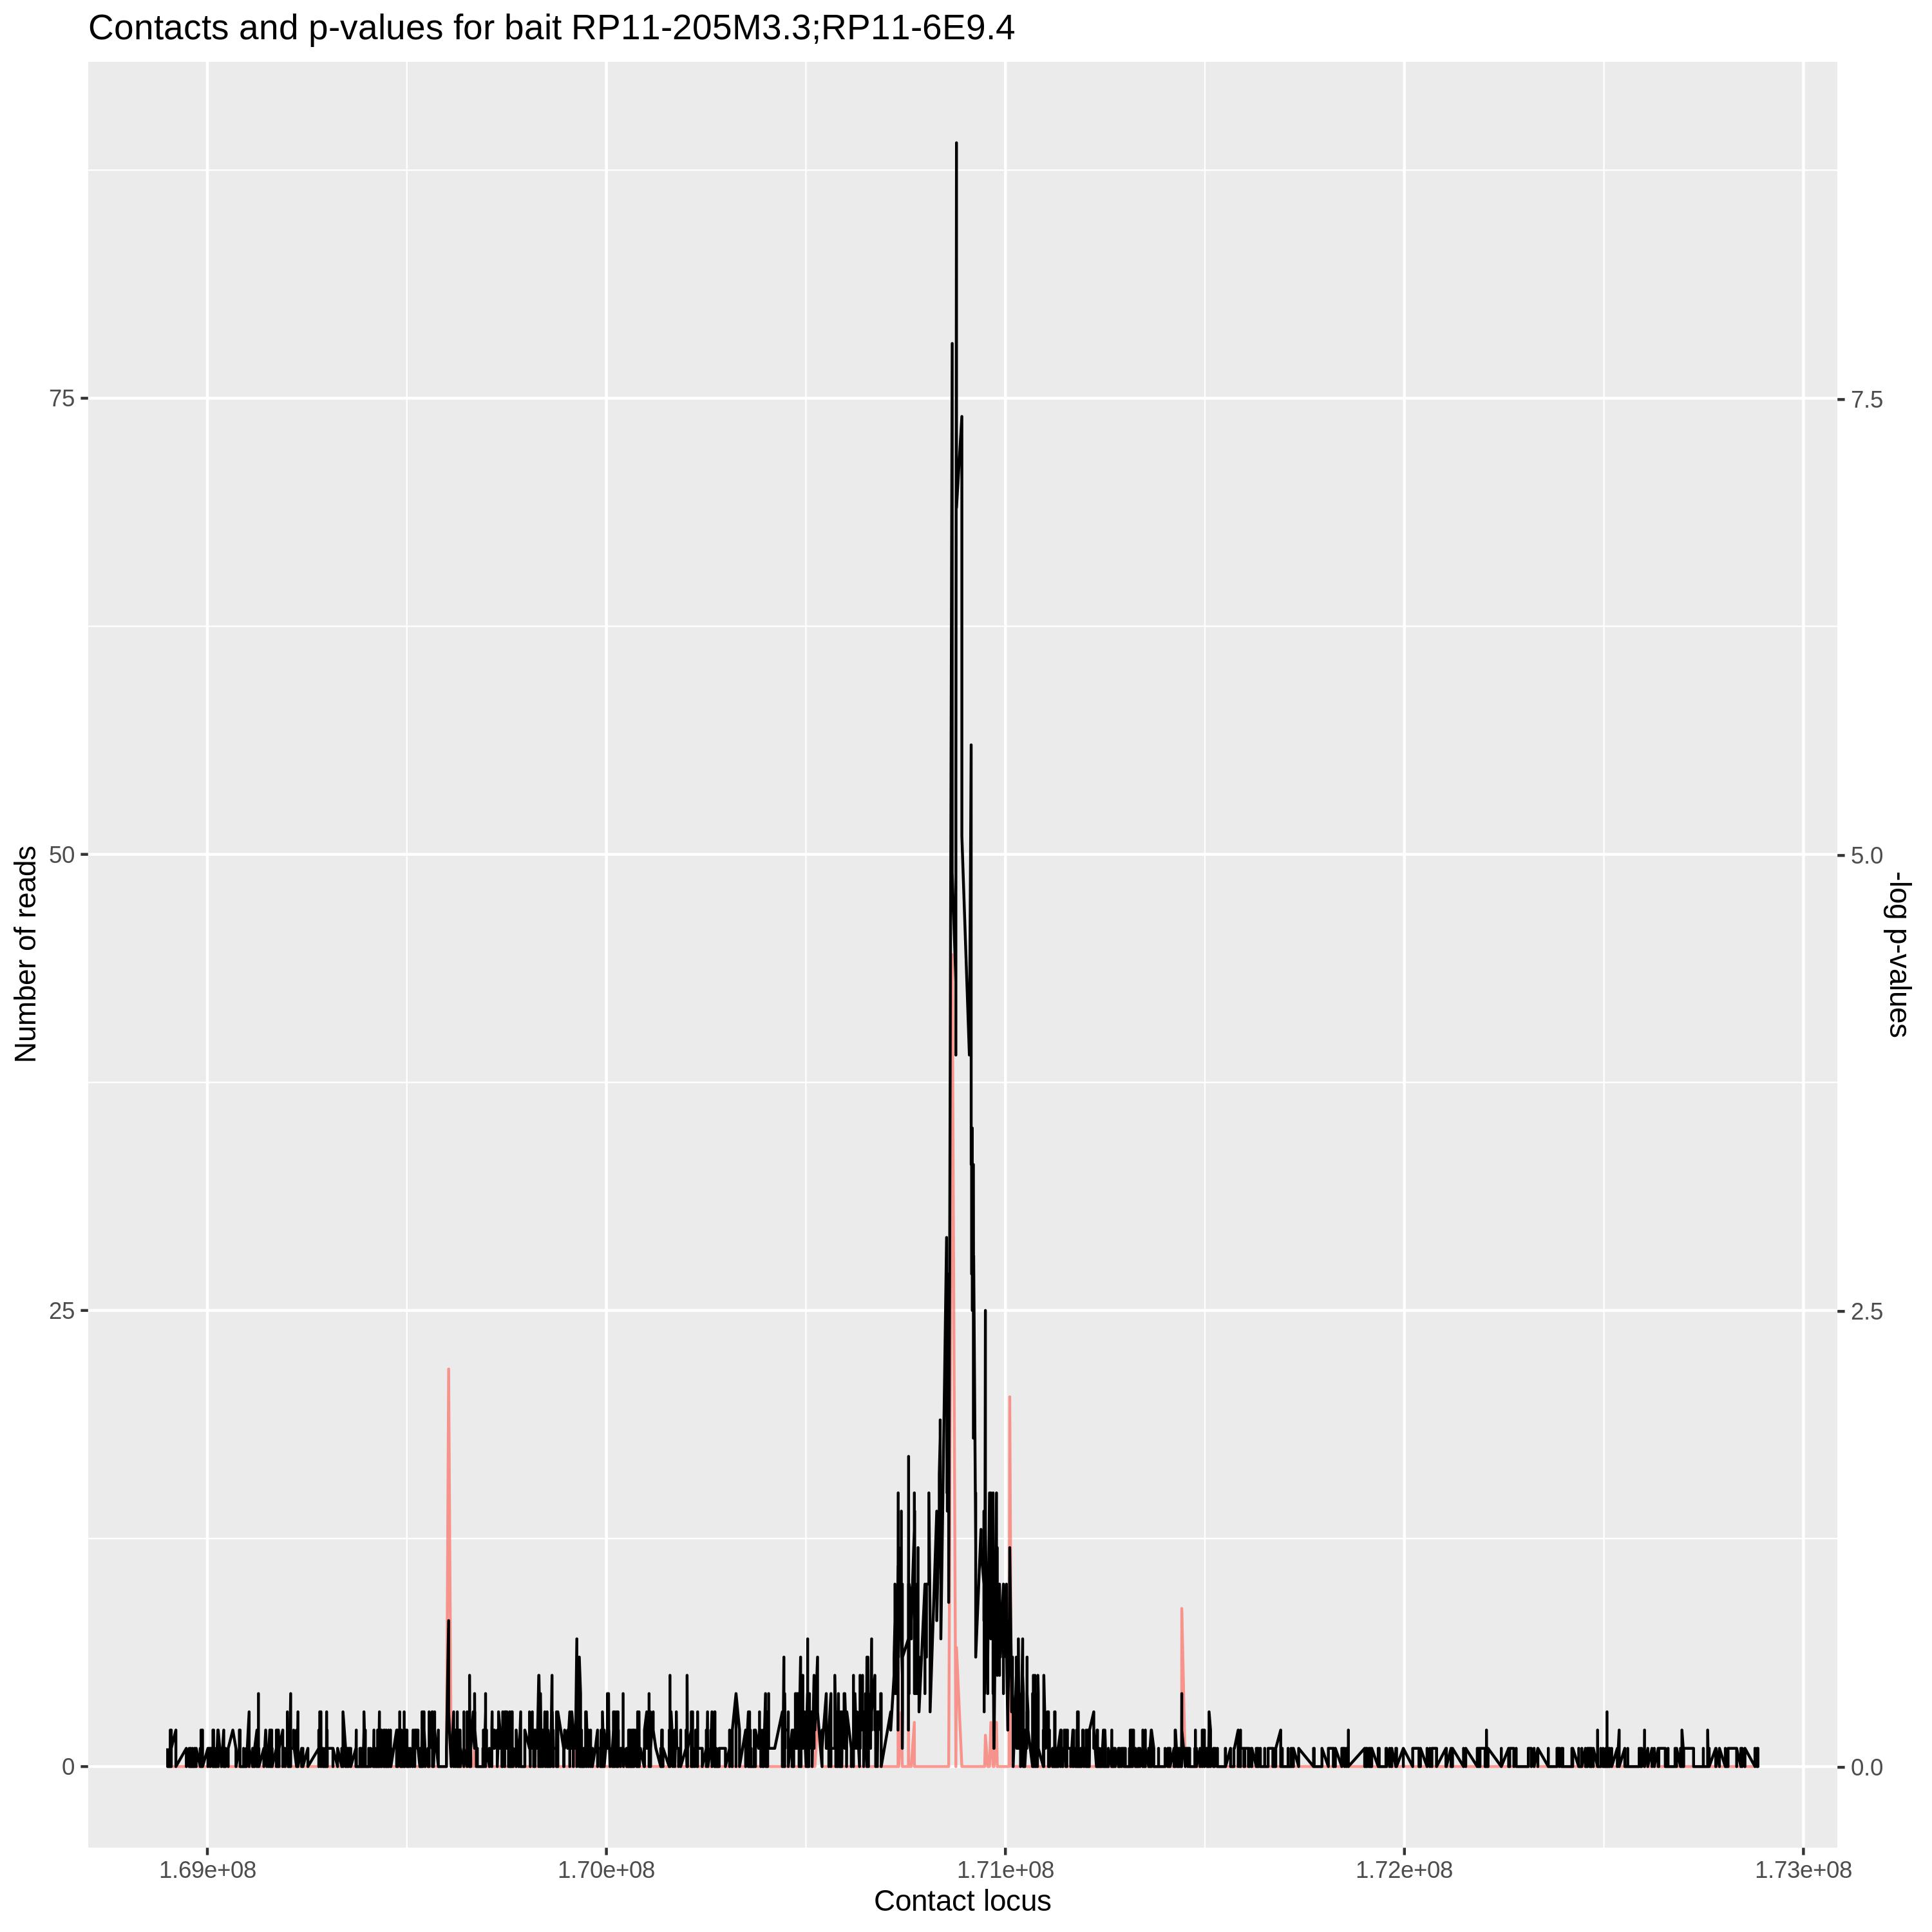 Contacts and p-values for bait RP11-205M3.3;RP11-6E9.4
Number of reads
75
50
25
0
7.5
5.0
2.5
0.0
-log p-values
1.69e+08 1.70e+08 1.71e+08 1.72e+08 1.73e+08
Contact locus